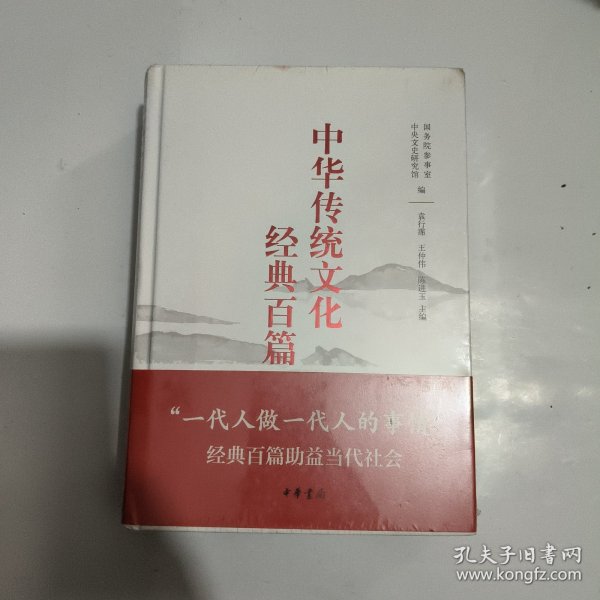 中华传统文化
经典百篇
国务院参事室
中央文史研究馆 编
袁行霈 王仲伟 陈进玉 主编
“一代人做一代人的事情”
经典百篇助益当代社会
中华书局
孔夫子旧书网
www.kongfz.com